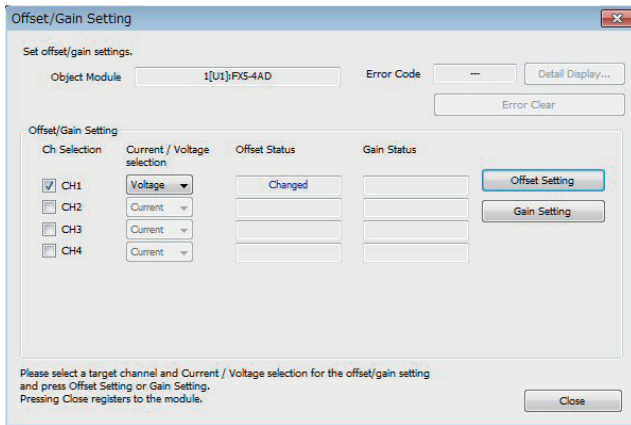 Offset/Gain Setting
Set offset/gain settings.
Object Module 1[U1]:FX5-4AD Error Code --- Detail Display...
Error Clear
Offset/Gain Setting
Ch Selection Current / Voltage selection Offset Status Gain Status
CH1 Voltage Changed Offset Setting
CH2 Current Gain Setting
CH3 Current
CH4 Current
Please select a target channel and Current / Voltage selection for the offset/gain setting
and press Offset Setting or Gain Setting.
Pressing Close registers to the module.
Close